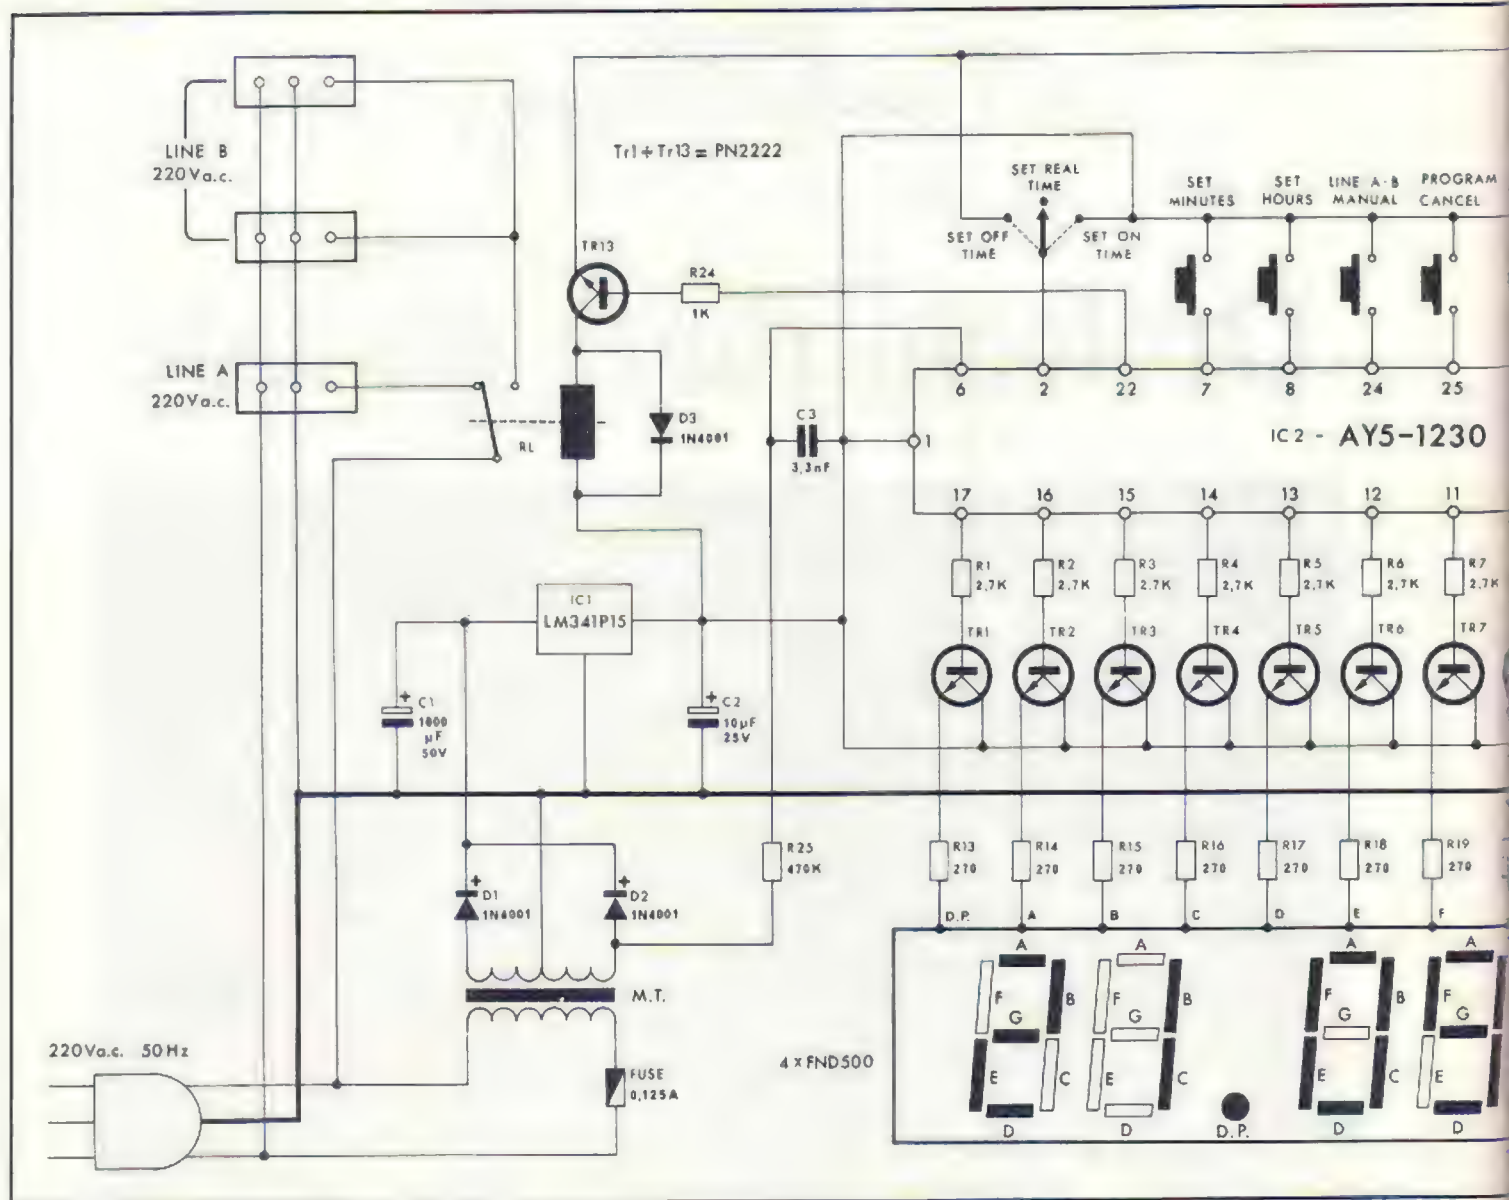 LINE B
220Va.c.
LINE A
220Va.c.
Tr1÷Tr13 = PN2222
TR13
R24
1K
RL
D3
1N4001
C3
3,3nF
SET REAL
TIME
SET OFF
TIME
SET ON
TIME
SET
MINUTES
SET
HOURS
LINE A-B
MANUAL
PROGRAM
CANCEL
6
2
22
7
8
24
25
1
IC2 - AY5-1230
17
16
15
14
13
12
11
R1
2,7K
R2
2,7K
R3
2.7K
R4
2,7K
R5
2,7K
R6
2,7K
R7
2,7K
TR1
TR2
TR3
TR4
TR5
TR6
TR7
IC1
LM341P15
+
C1
1000
µF
50V
+
C2
10µF
25V
+
D1
1N4001
+
D2
1N4001
R25
470K
R13
270
R14
270
R15
270
R16
270
R17
270
R18
270
R19
270
D.P.
A
B
C
D
E
F
M.T.
FUSE
0,125A
220Va.c. 50Hz
4xFND500
A
F
B
G
E
C
D
A
F
B
G
E
C
D
D.P.
A
F
B
G
E
C
D
A
F
G
E
D